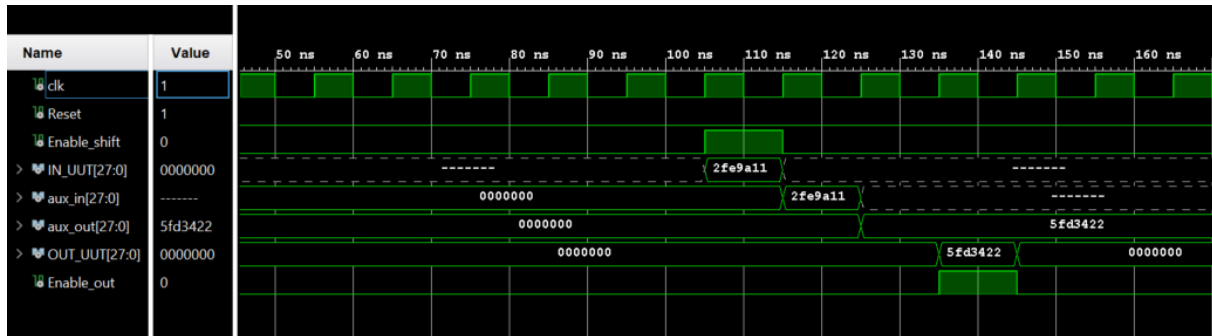 Name Value 50 ns 60 ns 70 ns 80 ns 90 ns 100 ns 110 ns 120 ns 130 ns 140 ns 150 ns 160 ns
clk 1
Reset 1
Enable_shift 0
> IN_UUT[27:0] 0000000 ------- 2fe9a11 -------
> aux_in[27:0] ------- 0000000 2fe9a11 -------
> aux_out[27:0] 5fd3422 0000000 5fd3422
> OUT_UUT[27:0] 0000000 0000000 5fd3422 0000000
Enable_out 0